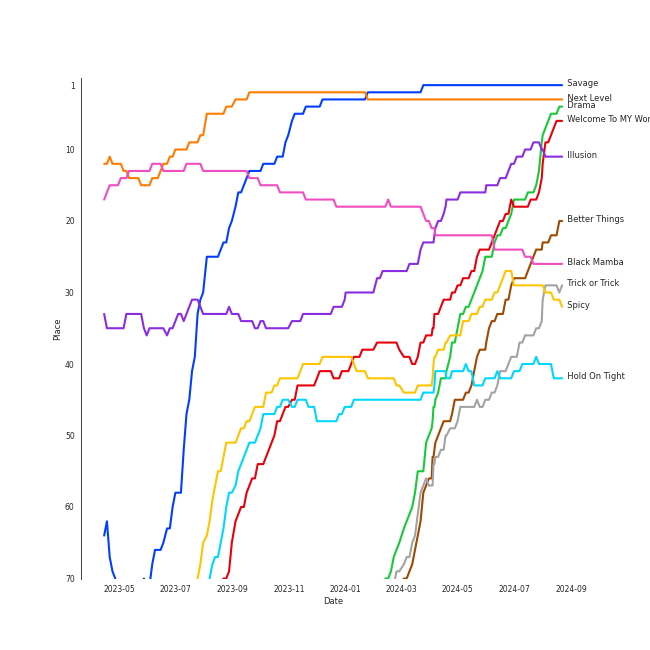 1
10
20
30
40
50
60
70
Place
2023-05
2023-07
2023-09
2023-11
2024-01
2024-03
2024-05
2024-07
2024-09
Date
Savage
Next Level
Drama
Welcome To MY Wor
Illusion
Better Things
Black Mamba
Trick or Trick
Spicy
Hold On Tight